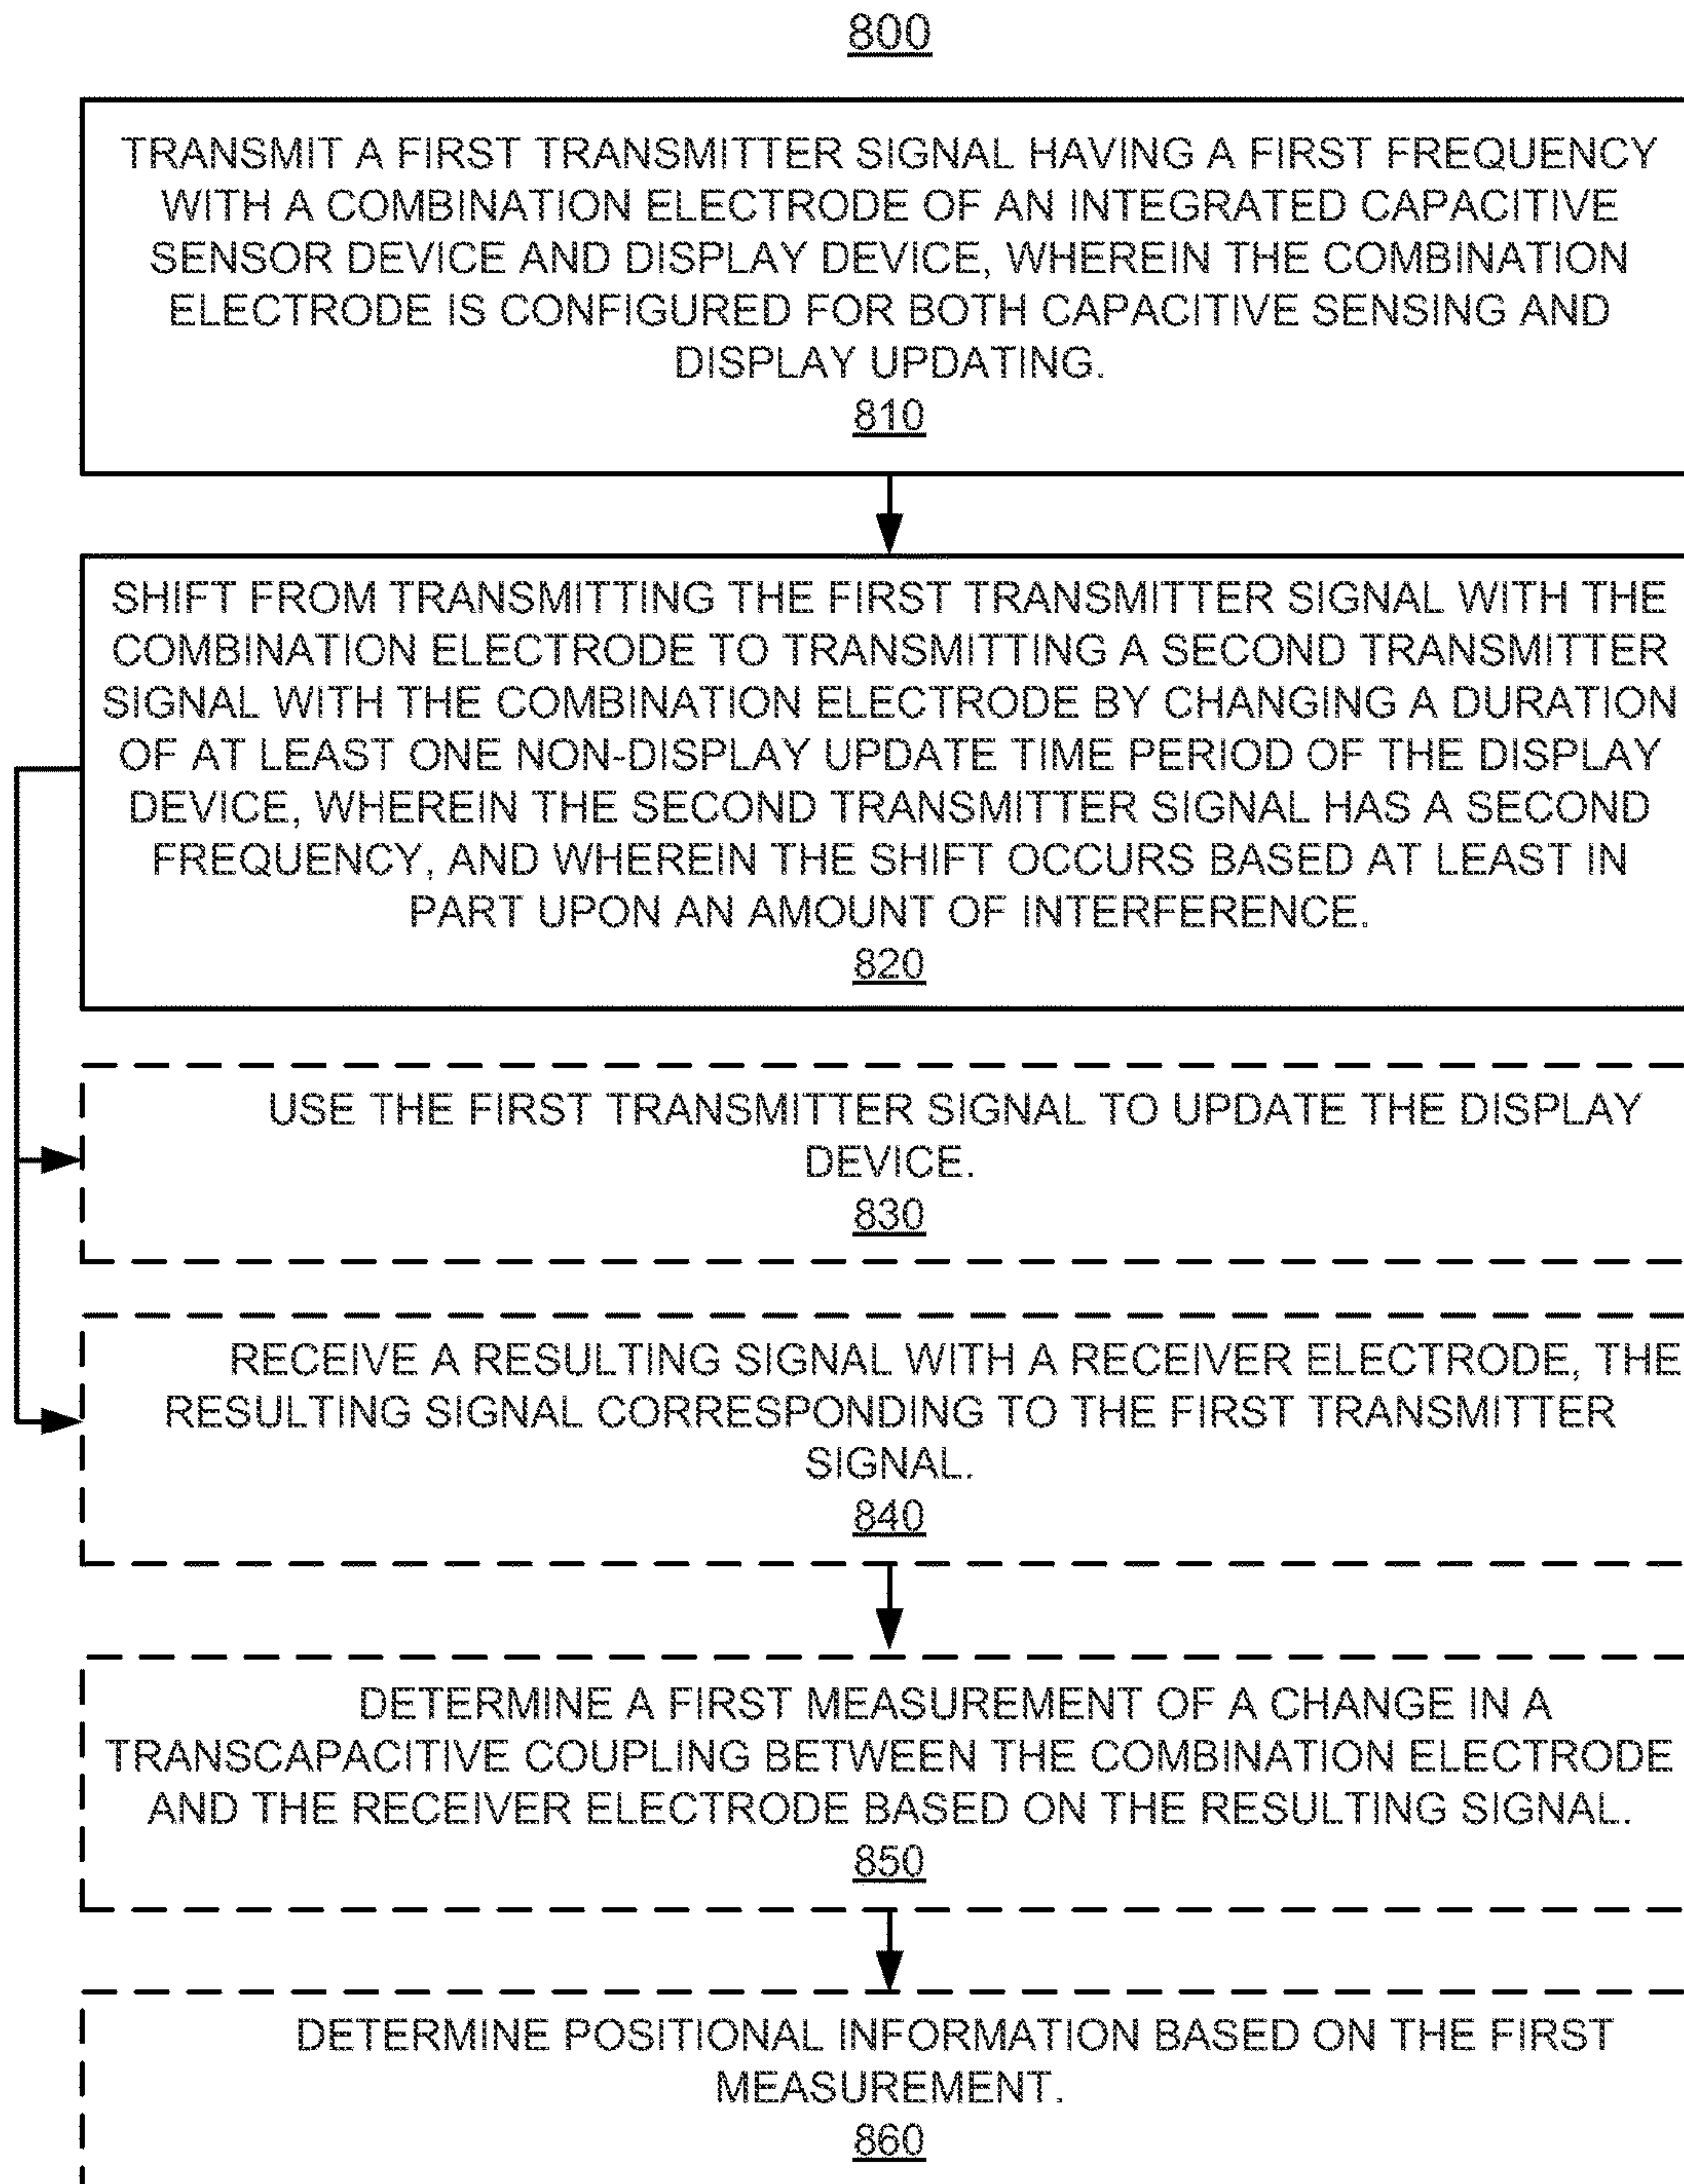 800
TRANSMIT A FIRST TRANSMITTER SIGNAL HAVING A FIRST FREQUENCY
WITH A COMBINATION ELECTRODE OF AN INTEGRATED CAPACITIVE
SENSOR DEVICE AND DISPLAY DEVICE, WHEREIN THE COMBINATION
ELECTRODE IS CONFIGURED FOR BOTH CAPACITIVE SENSING AND
DISPLAY UPDATING.
810
SHIFT FROM TRANSMITTING THE FIRST TRANSMITTER SIGNAL WITH THE
COMBINATION ELECTRODE TO TRANSMITTING A SECOND TRANSMITTER
SIGNAL WITH THE COMBINATION ELECTRODE BY CHANGING A DURATION
OF AT LEAST ONE NON-DISPLAY UPDATE TIME PERIOD OF THE DISPLAY
DEVICE, WHEREIN THE SECOND TRANSMITTER SIGNAL HAS A SECOND
FREQUENCY, AND WHEREIN THE SHIFT OCCURS BASED AT LEAST IN
PART UPON AN AMOUNT OF INTERFERENCE.
820
USE THE FIRST TRANSMITTER SIGNAL TO UPDATE THE DISPLAY
DEVICE.
830
RECEIVE A RESULTING SIGNAL WITH A RECEIVER ELECTRODE, THE
RESULTING SIGNAL CORRESPONDING TO THE FIRST TRANSMITTER
SIGNAL.
840
DETERMINE A FIRST MEASUREMENT OF A CHANGE IN A
TRANSCAPACITIVE COUPLING BETWEEN THE COMBINATION ELECTRODE
AND THE RECEIVER ELECTRODE BASED ON THE RESULTING SIGNAL.
850
DETERMINE POSITIONAL INFORMATION BASED ON THE FIRST
MEASUREMENT.
860